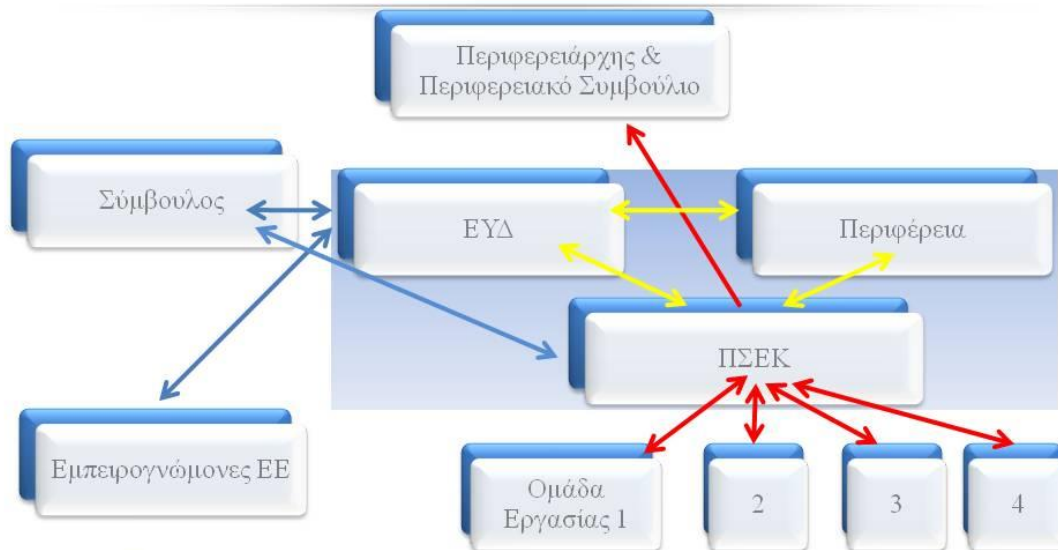 Περιφερειάρχης &
Περιφερειακό Συμβούλιο
Σύμβουλος
ΕΥΔ
Περιφέρεια
ΠΣΕΚ
Εμπειρογνώμονες ΕΕ
Ομάδα
Εργασίας 1
2
3
4